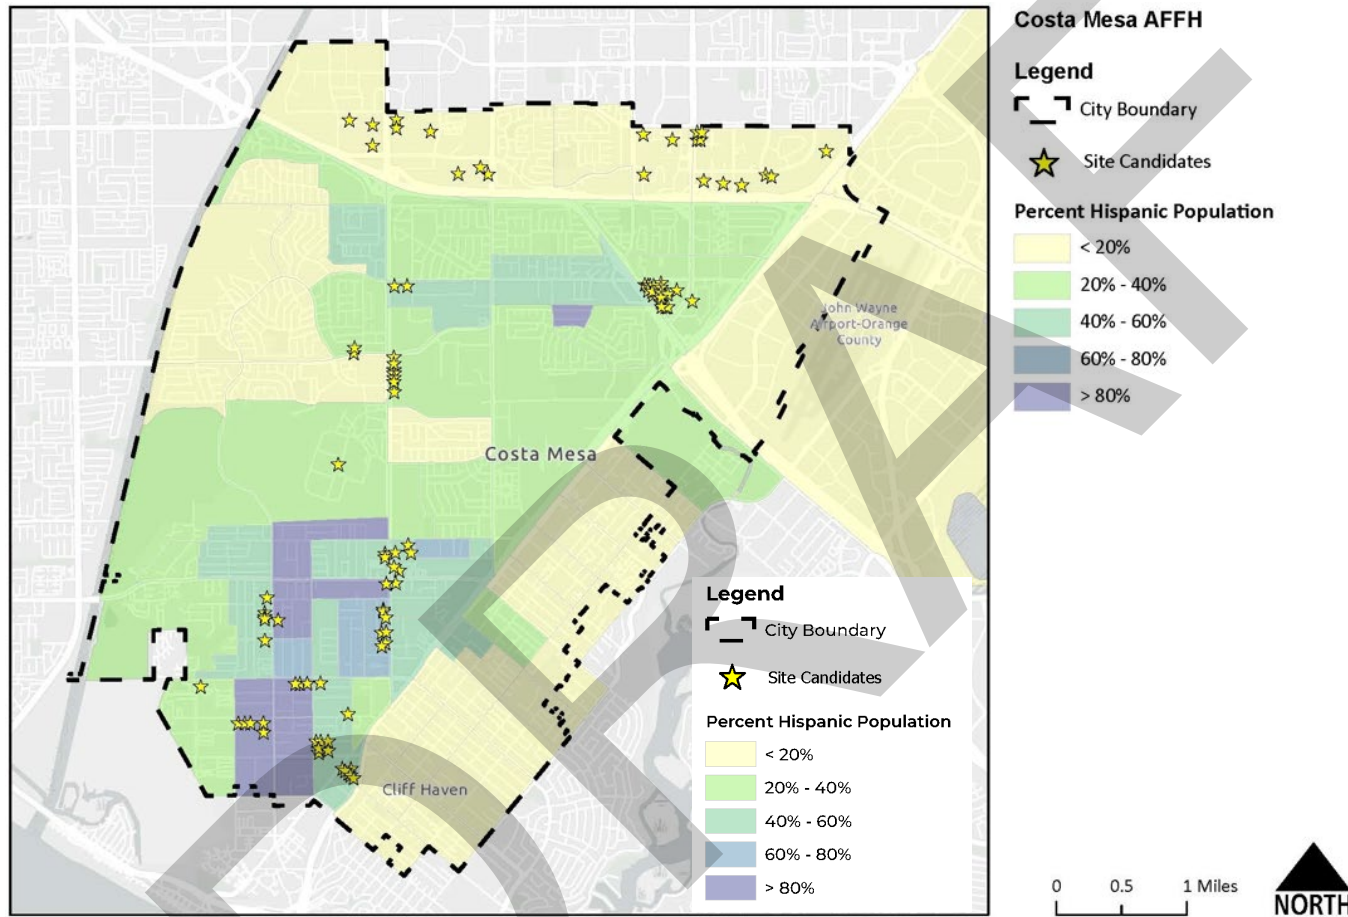 Costa Mesa AFFH
Legend
City Boundary
Site Candidates
Percent Hispanic Population
< 20%
20% - 40%
40% - 60%
60% - 80%
> 80%
John Wayne
Airport-Orange
County
Costa Mesa
Cliff Haven
Legend
City Boundary
Site Candidates
Percent Hispanic Population
< 20%
20% - 40%
40% - 60%
60% - 80%
> 80%
0 0.5 1 Miles
NORTH
DRAFT